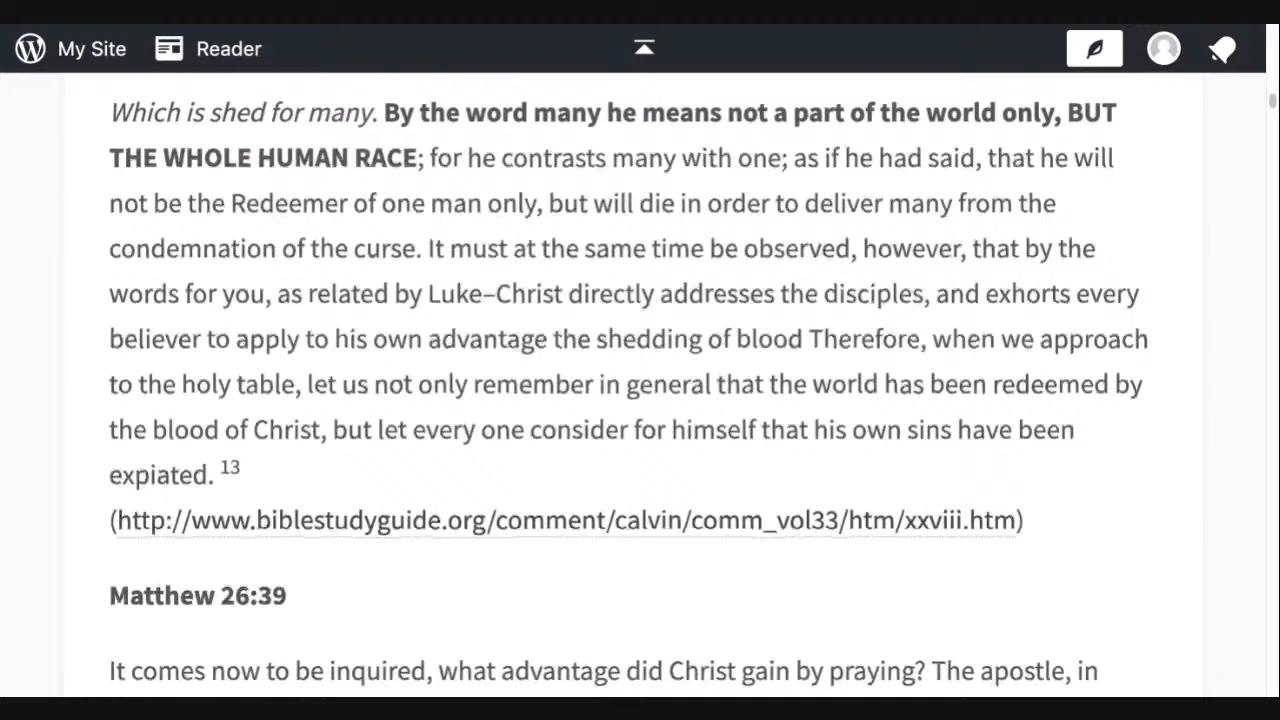 My Site Reader
Which is shed for many. By the word many he means not a part of the world only, BUT
THE WHOLE HUMAN RACE; for he contrasts many with one; as if he had said, that he will
not be the Redeemer of one man only, but will die in order to deliver many from the
condemnation of the curse. It must at the same time be observed, however, that by the
words for you, as related by Luke–Christ directly addresses the disciples, and exhorts every
believer to apply to his own advantage the shedding of blood Therefore, when we approach
to the holy table, let us not only remember in general that the world has been redeemed by
the blood of Christ, but let every one consider for himself that his own sins have been
expiated. 13
(http://www.biblestudyguide.org/comment/calvin/comm_vol33/htm/xxviii.htm)
Matthew 26:39
It comes now to be inquired, what advantage did Christ gain by praying? The apostle, in